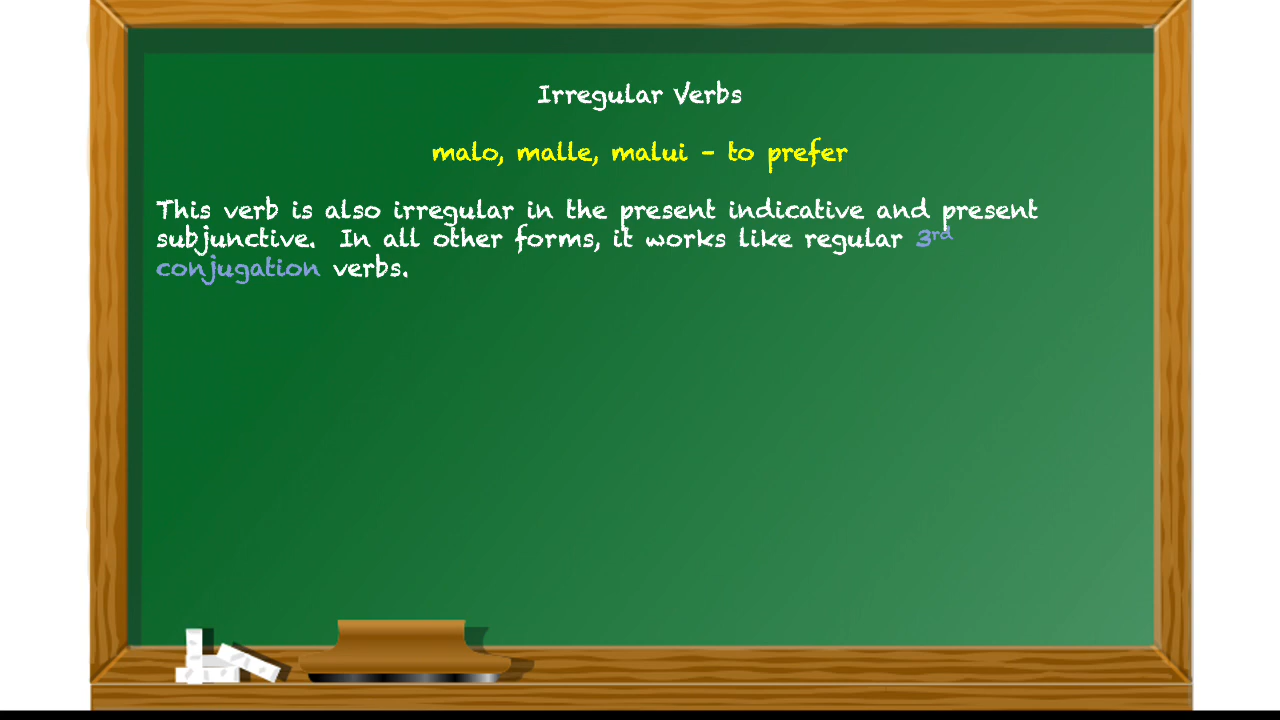 Irregular Verbs
malo, malle, malui – to prefer
This verb is also irregular in the present indicative and present
subjunctive.  In all other forms, it works like regular 3rd
conjugation verbs.